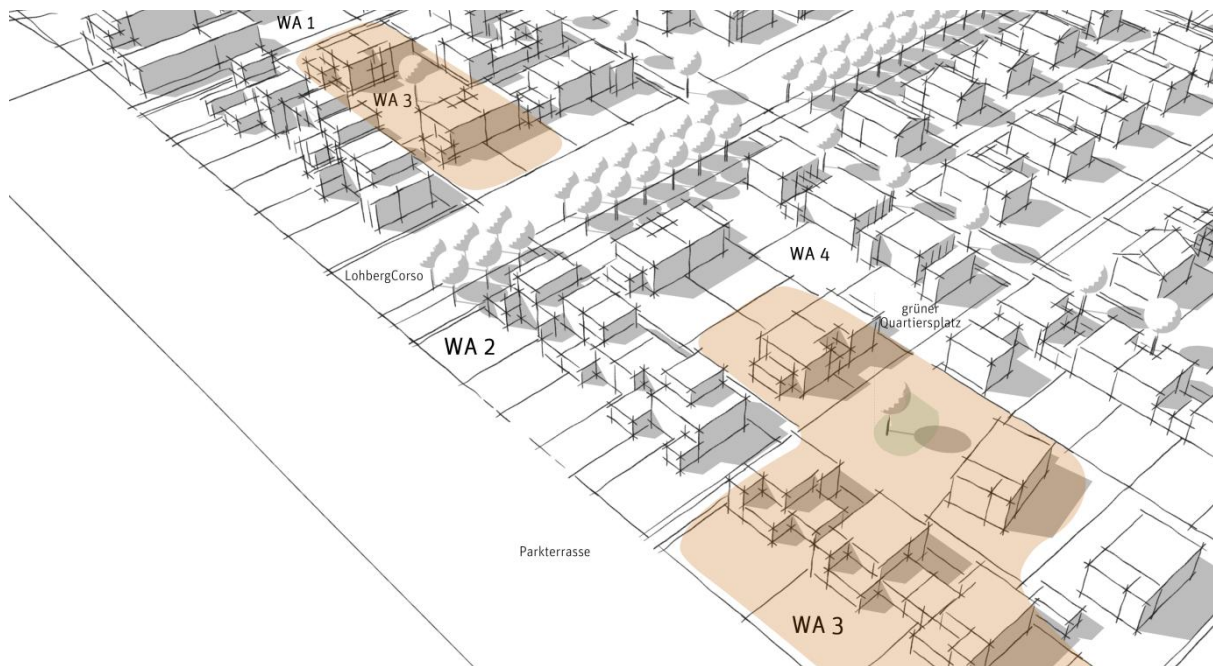 WA 1
WA 3
WA 4
LohbergCorso
grüner
Quartiersplatz
WA 2
Parkterrasse
WA 3